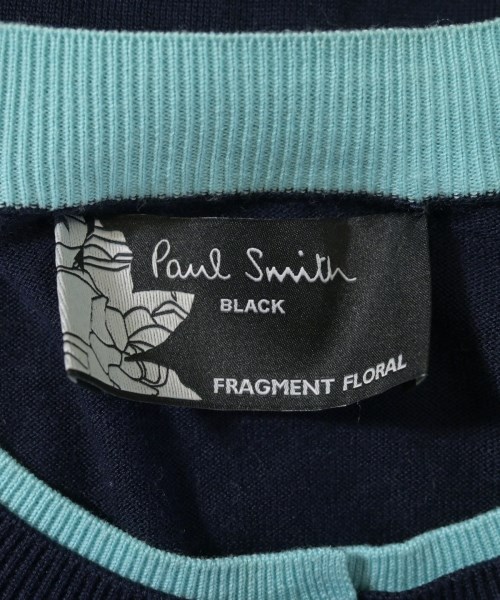 Paul Smith
BLACK
FRAGMENT FLORAL